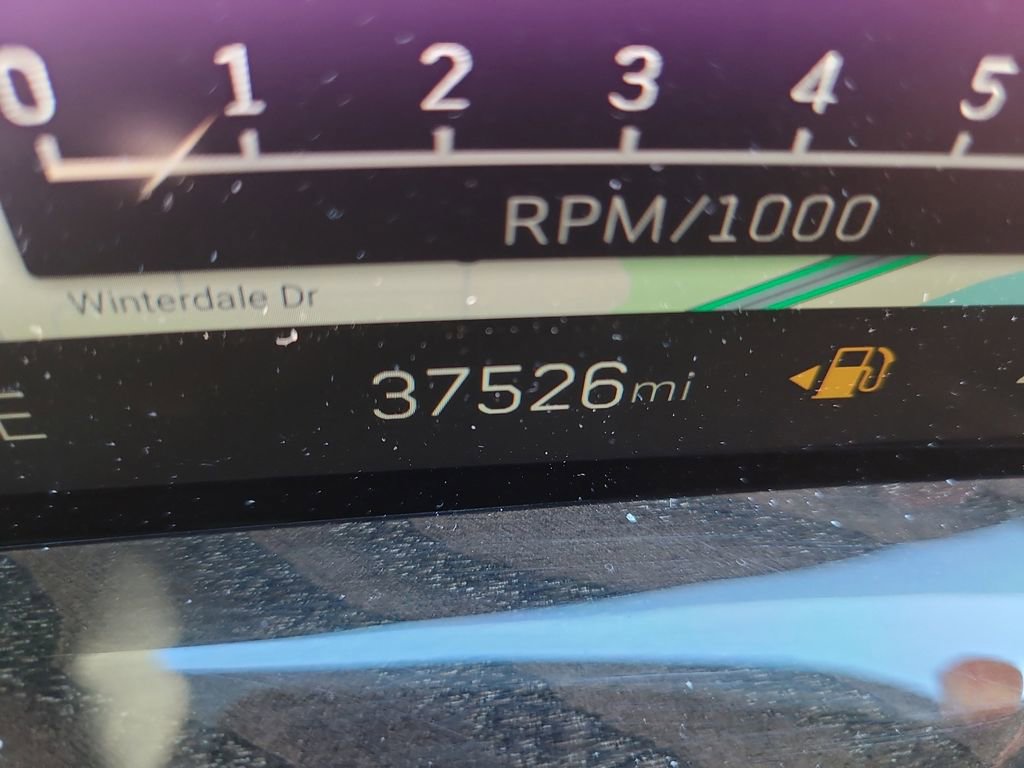 0 1 2 3 4 5
RPM/1000
Winterdale Dr
37526mi